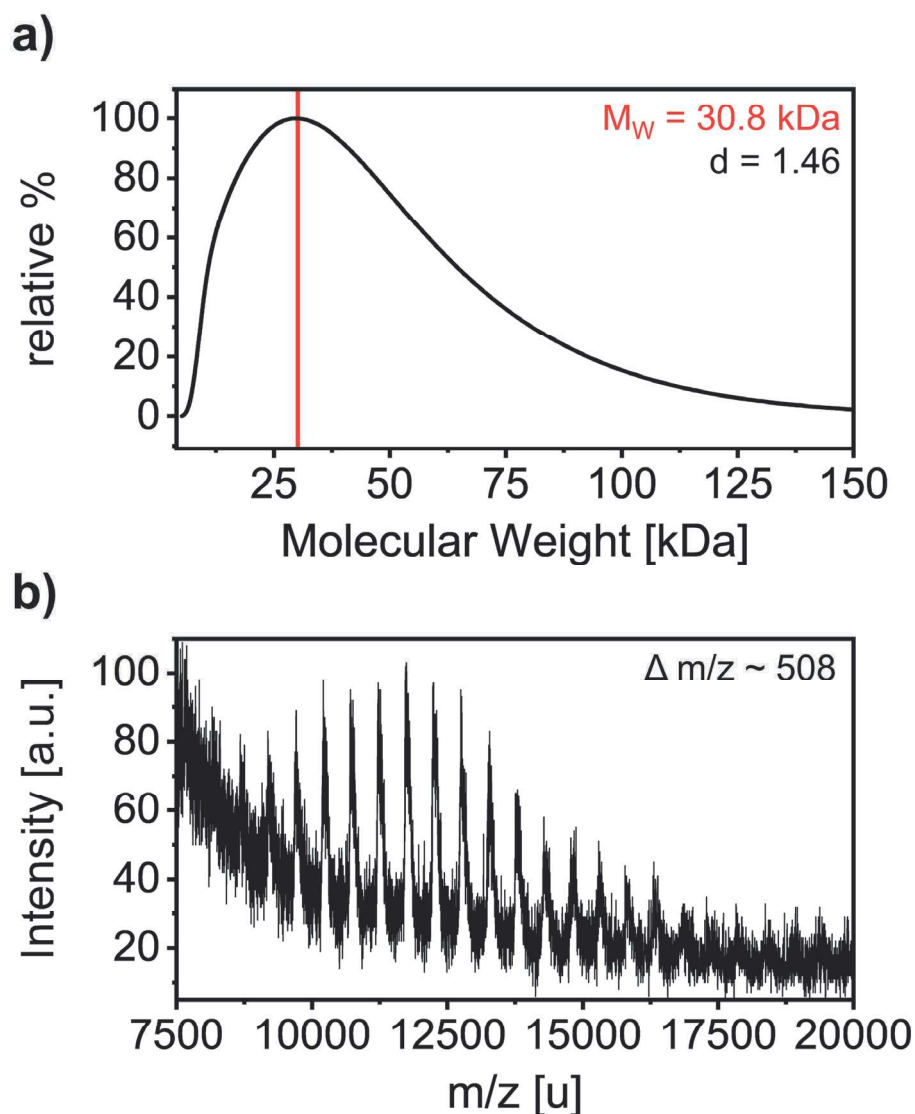 a)
M_W = 30.8 kDa
d = 1.46
relative %
100
80
60
40
20
0
25 50 75 100 125 150
Molecular Weight [kDa]
b)
Δ m/z ~ 508
Intensity [a.u.]
100
80
60
40
20
7500 10000 12500 15000 17500 20000
m/z [u]